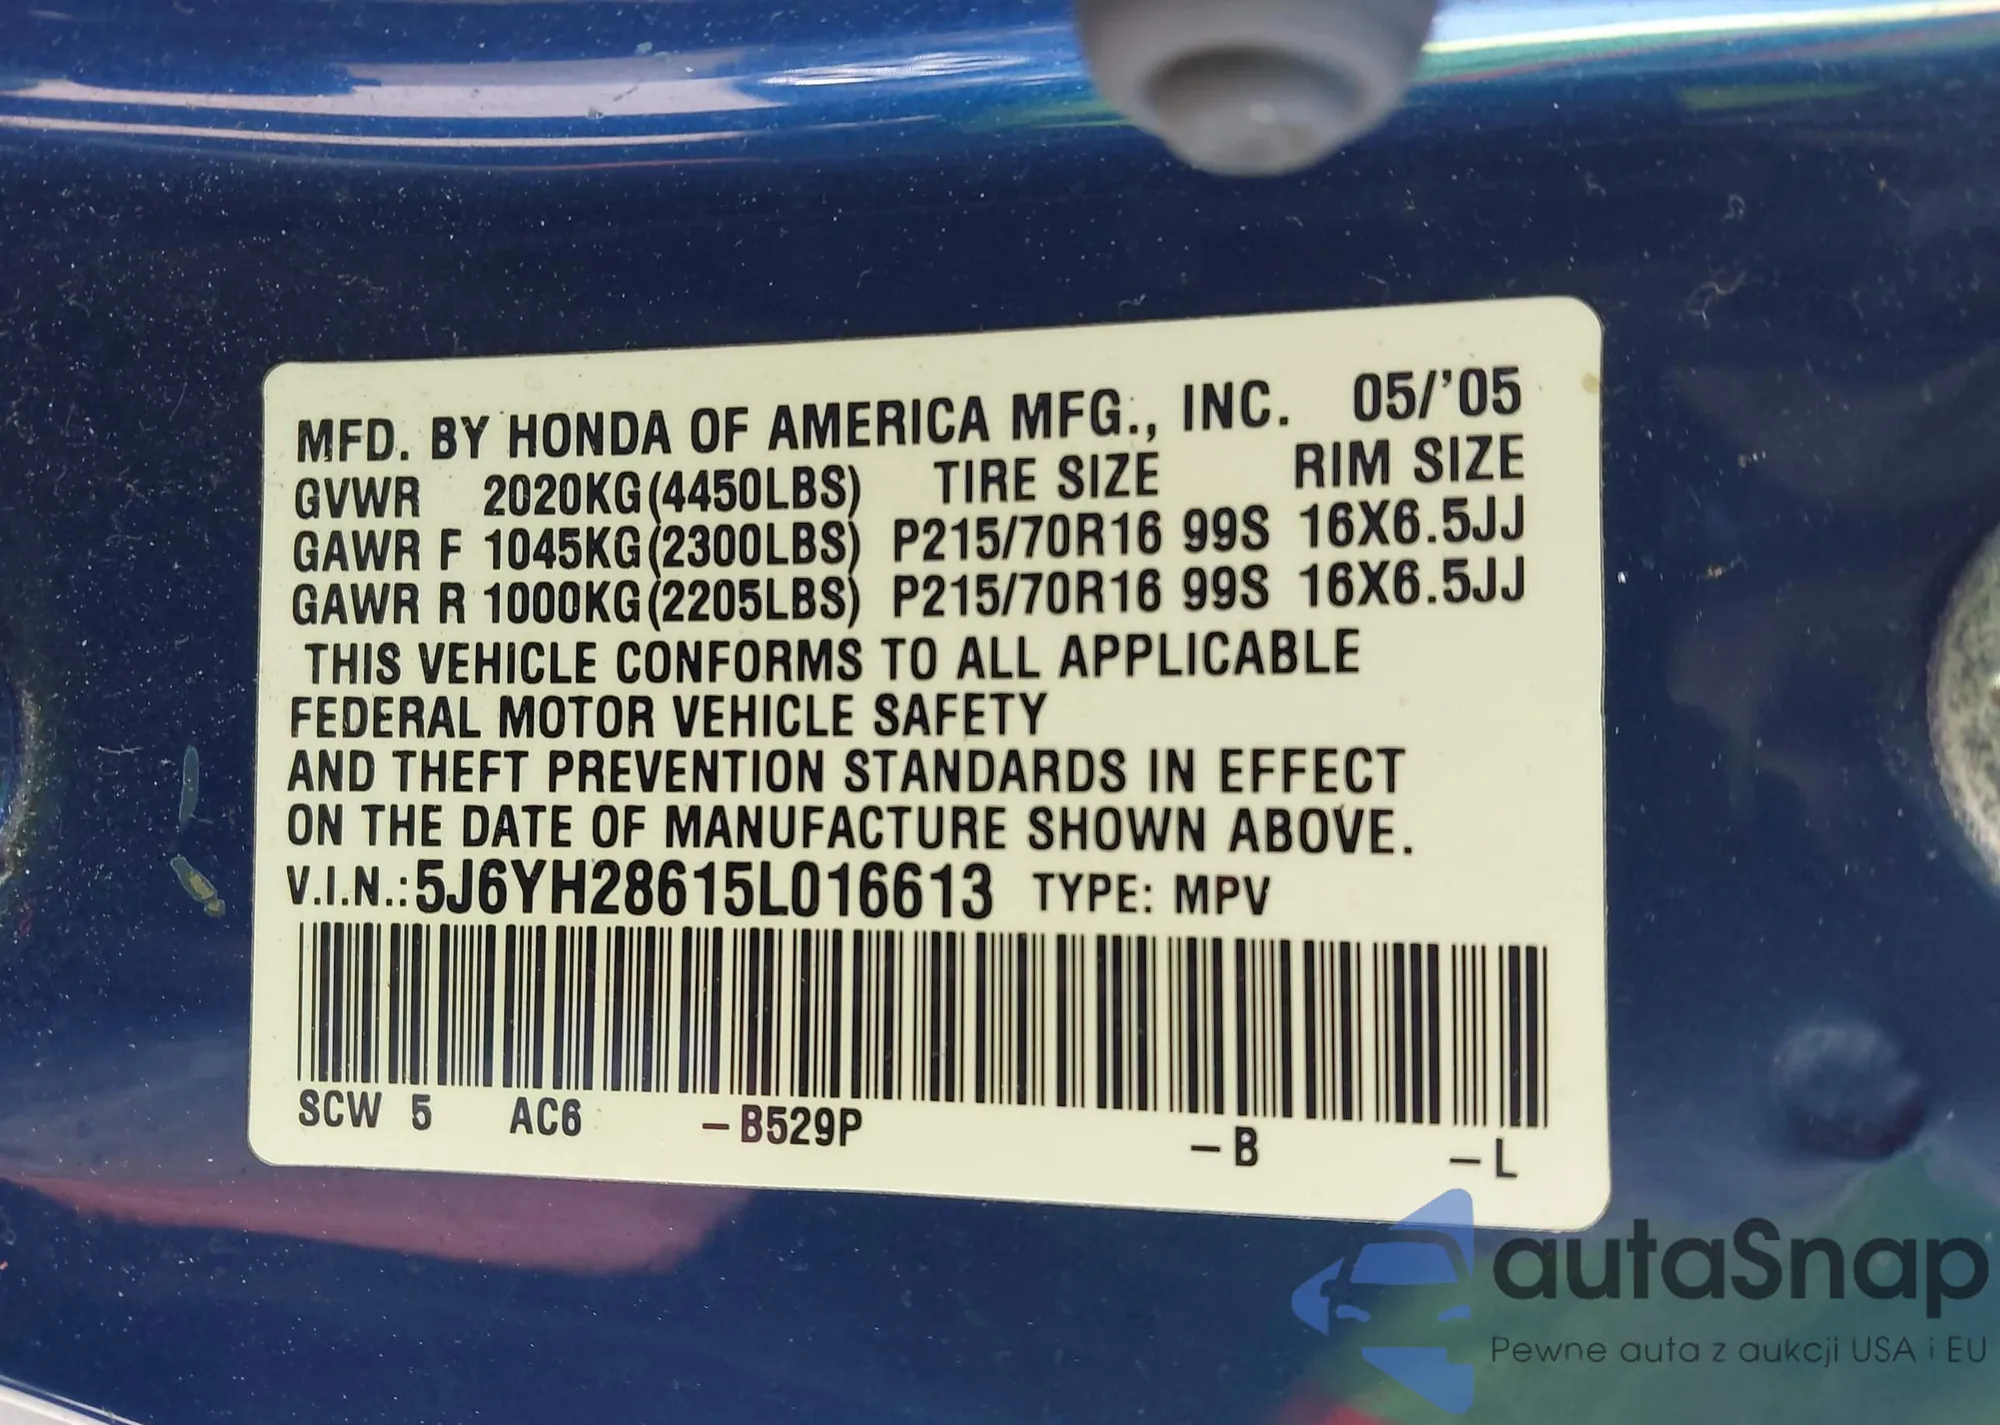 MFD. BY HONDA OF AMERICA MFG., INC. 05/'05
GVWR 2020KG(4450LBS) TIRE SIZE RIM SIZE
GAWR F 1045KG(2300LBS) P215/70R16 99S 16X6.5JJ
GAWR R 1000KG(2205LBS) P215/70R16 99S 16X6.5JJ
THIS VEHICLE CONFORMS TO ALL APPLICABLE
FEDERAL MOTOR VEHICLE SAFETY
AND THEFT PREVENTION STANDARDS IN EFFECT
ON THE DATE OF MANUFACTURE SHOWN ABOVE.
V.I.N.:5J6YH28615L016613 TYPE: MPV
SCW 5 AC6 –B529P –B –L
autaSnap
Pewne auta z aukcji USA i EU